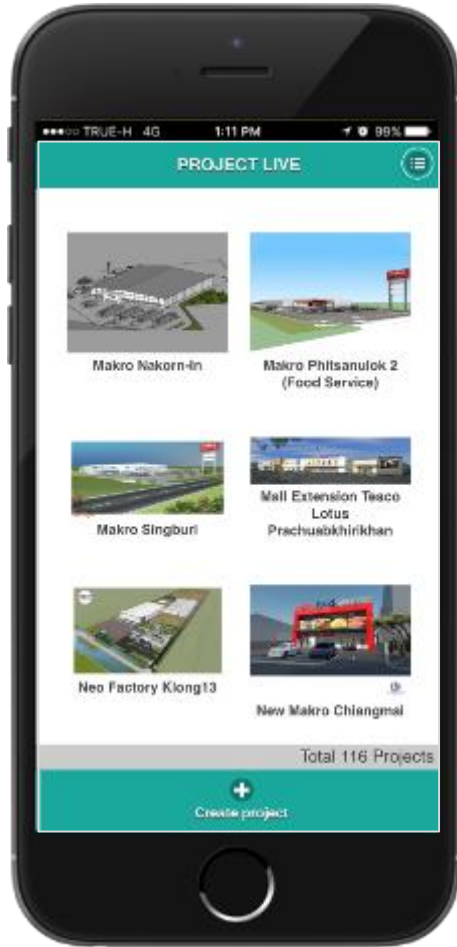 TRUE-H 4G 1:11 PM 99%
PROJECT LIVE
Makro Nakorn-In
Makro Phitsanulok 2
(Food Service)
Makro Singburi
Mall Extension Tesco
Lotus
Prachuabkhirikhan
Neo Factory Klong13
New Makro Chiangmai
Total 116 Projects
Create project